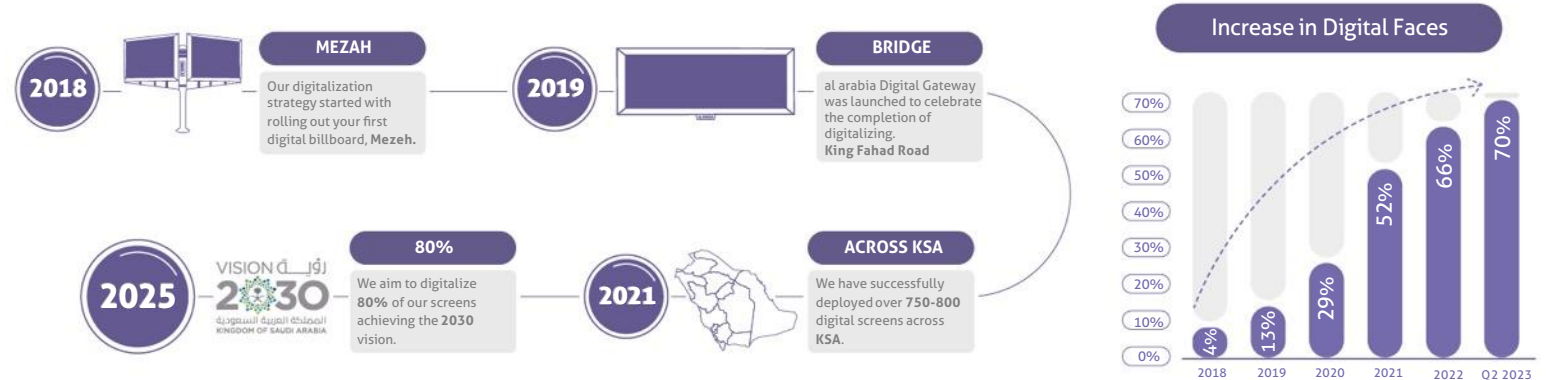 2018
MEZAH
Our digitalization
strategy started with
rolling out your first
digital billboard, Mezeh.
2019
BRIDGE
al arabia Digital Gateway
was launched to celebrate
the completion of
digitalizing.
King Fahad Road
2025
VISION رؤيــة
2030
المملكة العربية السعودية
KINGDOM OF SAUDI ARABIA
80%
We aim to digitalize
80% of our screens
achieving the 2030
vision.
2021
ACROSS KSA
We have successfully
deployed over 750-800
digital screens across
KSA.
Increase in Digital Faces
70%
60%
50%
40%
30%
20%
10%
0%
4%
13%
29%
52%
66%
70%
2018 2019 2020 2021 2022 Q2 2023